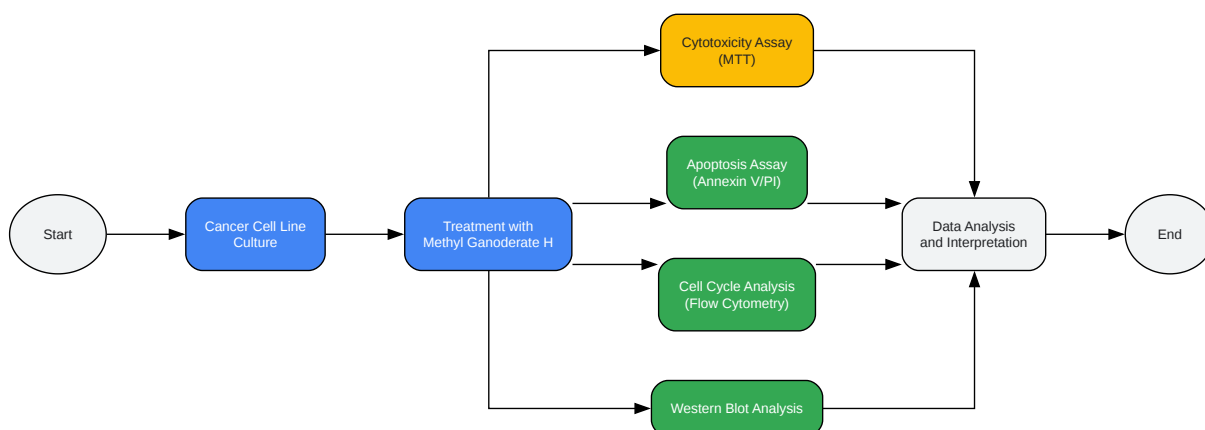 Start
Cancer Cell Line
Culture
Treatment with
Methyl Ganoderate H
Cytotoxicity Assay
(MTT)
Apoptosis Assay
(Annexin V/PI)
Cell Cycle Analysis
(Flow Cytometry)
Western Blot Analysis
Data Analysis
and Interpretation
End